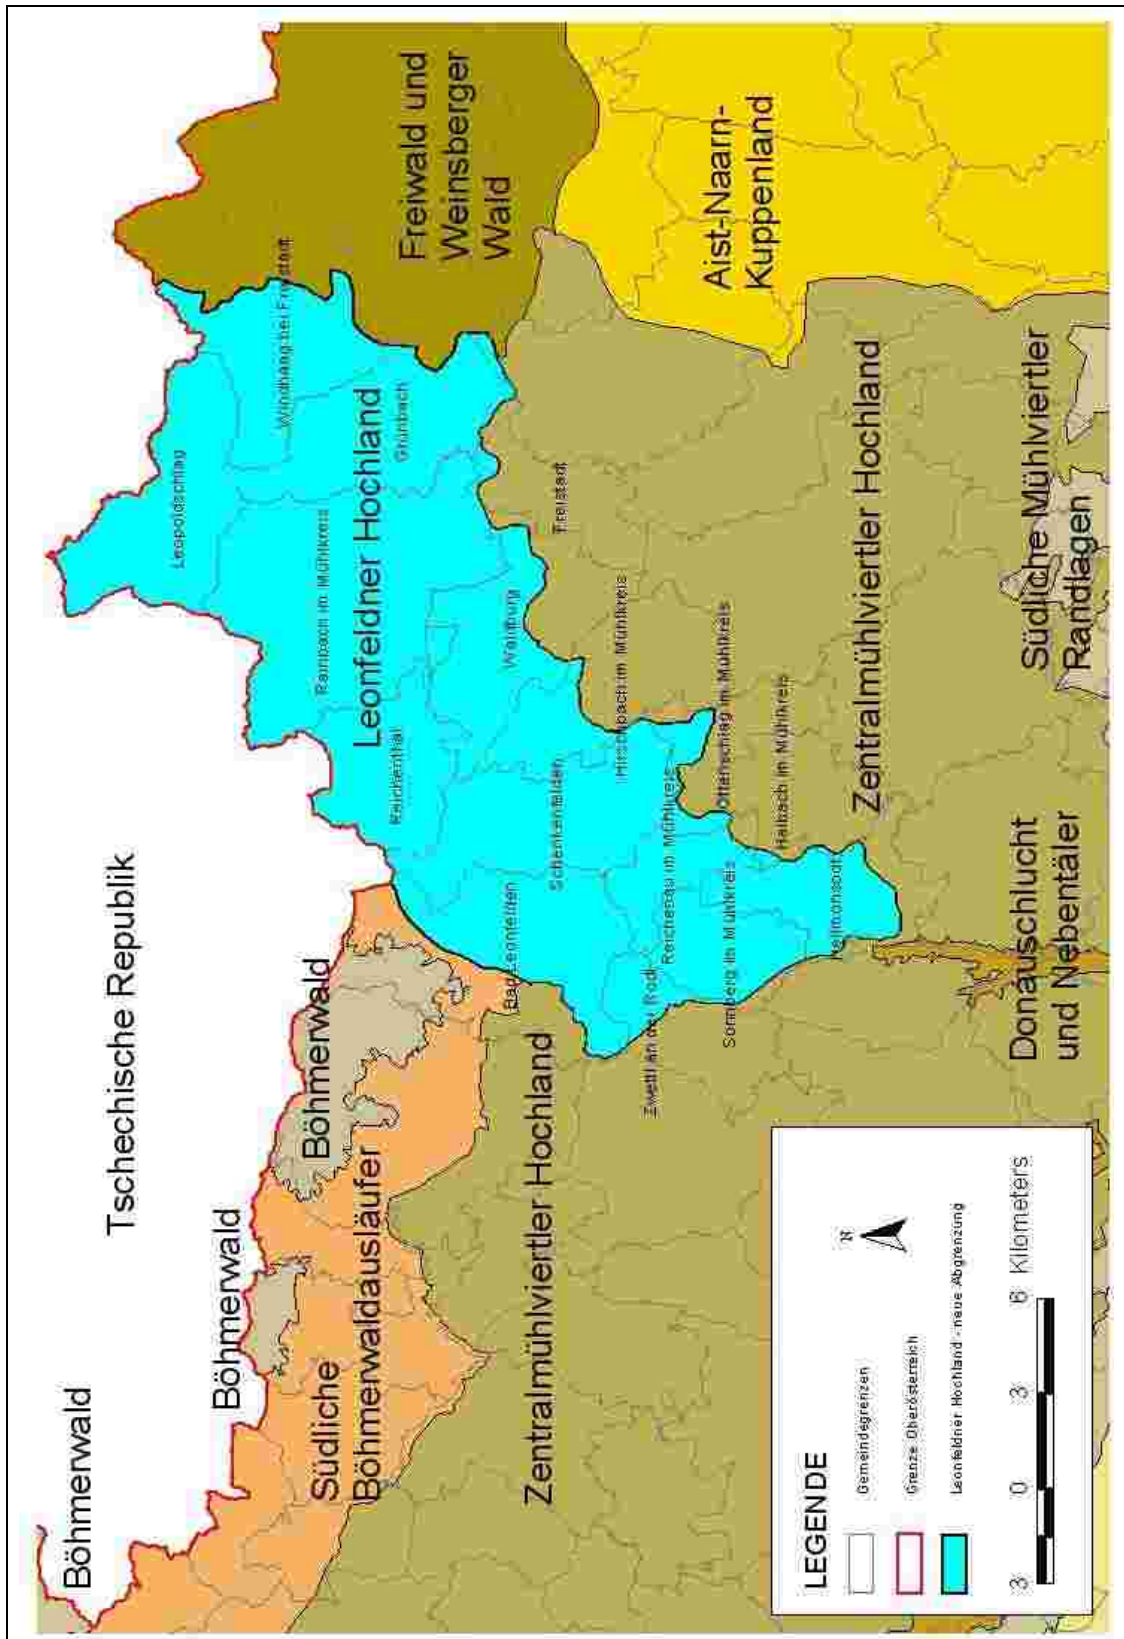 Böhmerwald
Böhmerwald
Tschechische Republik
Böhmerwald
Südliche
Böhmerwaldausläufer
Zentralmühlviertler Hochland
Leopoldschlag
Windhaag bei Freistadt
Rainbach im Mühlkreis
Leonfeldner Hochland
Grünbach
Reichenthal
Freiwald und
Weinsberger
Wald
Bad Leonfelden
Waldburg
Schenkenfelden
Freistadt
Hirschbach im Mühlkreis
Zwettl an der Rodl
Reichenau im Mühlkreis
Ottenschlag im Mühlkreis
Sonnberg im Mühlkreis
Haibach im Mühlkreis
Hellmonsödt
Aist-Naarn-
Kuppenland
Zentralmühlviertler Hochland
Donauschlucht
und Nebentäler
Südliche Mühlviertler
Randlagen
LEGENDE
Gemeindegrenzen
Grenze Oberösterreich
Leonfeldner Hochland - neue Abgrenzung
N
3 0 3 6 Kilometers